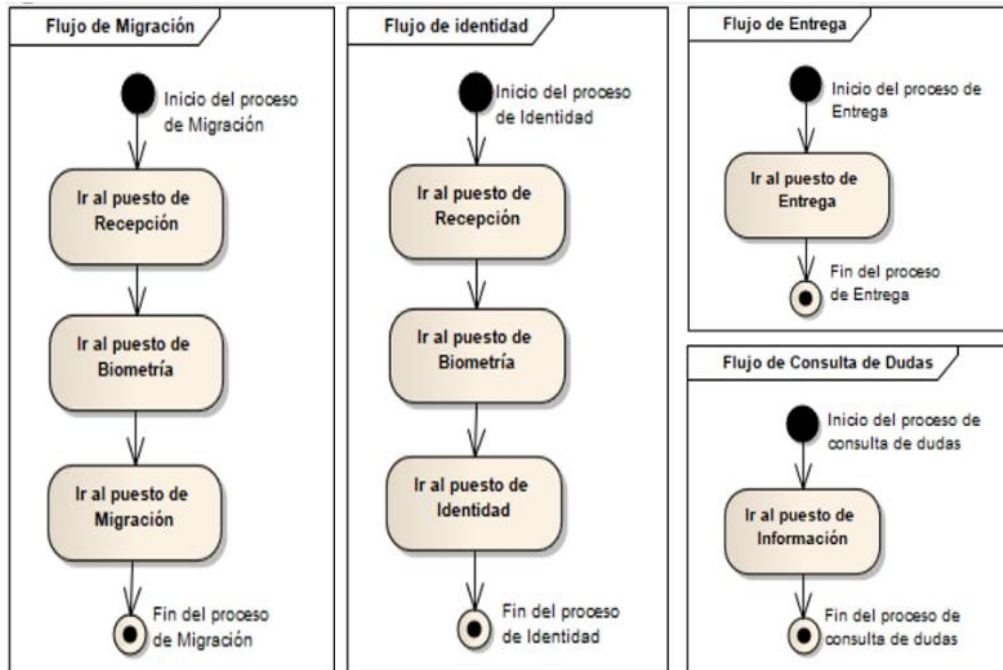 Flujo de Migración
Inicio del proceso
de Migración
Ir al puesto de
Recepción
Ir al puesto de
Biometría
Ir al puesto de
Migración
Fin del proceso
de Migración
Flujo de identidad
Inicio del proceso
de Identidad
Ir al puesto de
Recepción
Ir al puesto de
Biometría
Ir al puesto de
Identidad
Fin del proceso
de Identidad
Flujo de Entrega
Inicio del proceso de
Entrega
Ir al puesto de
Entrega
Fin del proceso
de Entrega
Flujo de Consulta de Dudas
Inicio del proceso de
consulta de dudas
Ir al puesto de
Información
Fin del proceso de
consulta de dudas